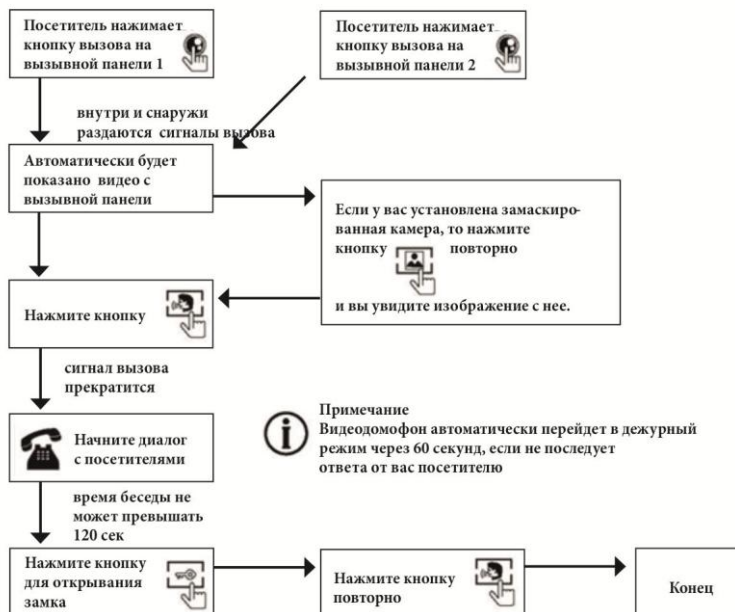 Посетитель нажимает
кнопку вызова на
вызывной панели 1
Посетитель нажимает
кнопку вызова на
вызывной панели 2
внутри и снаружи
раздаются сигналы вызова
Автоматически будет
показано видео с
вызывной панели
Если у вас установлена замаскиро-
ванная камера, то нажмите
кнопку повторно
и вы увидите изображение с нее.
Нажмите кнопку
сигнал вызова
прекратится
Начните диалог
с посетителями
Примечание
Видеодомофон автоматически перейдет в дежурный
режим через 60 секунд, если не последует
ответа от вас посетителю
время беседы не
может превышать
120 сек
Нажмите кнопку
для открывания
замка
Нажмите кнопку
повторно
Конец